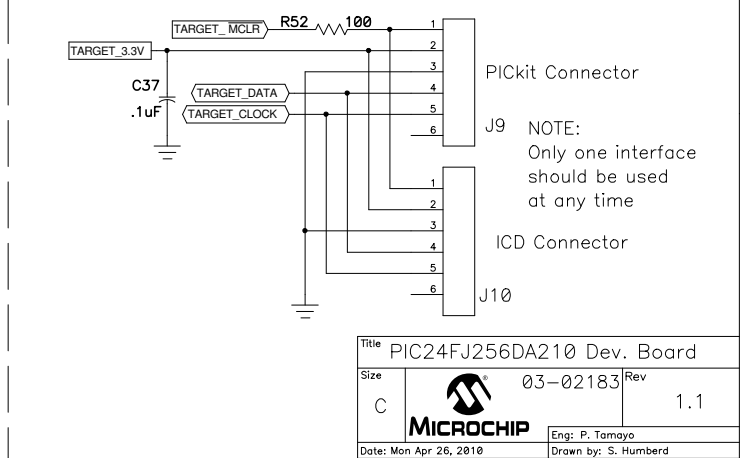 TARGET_MCLR R52 100
TARGET_3.3V
C37
.1uF
TARGET_DATA
TARGET_CLOCK
1
2
3
4
5
6
PICkit Connector
J9
NOTE:
Only one interface
should be used
at any time
1
2
3
4
5
6
ICD Connector
J10
Title PIC24FJ256DA210 Dev. Board
Size C
MICROCHIP
03-02183
Rev 1.1
Eng: P. Tamayo
Date: Mon Apr 26, 2010
Drawn by: S. Humberd